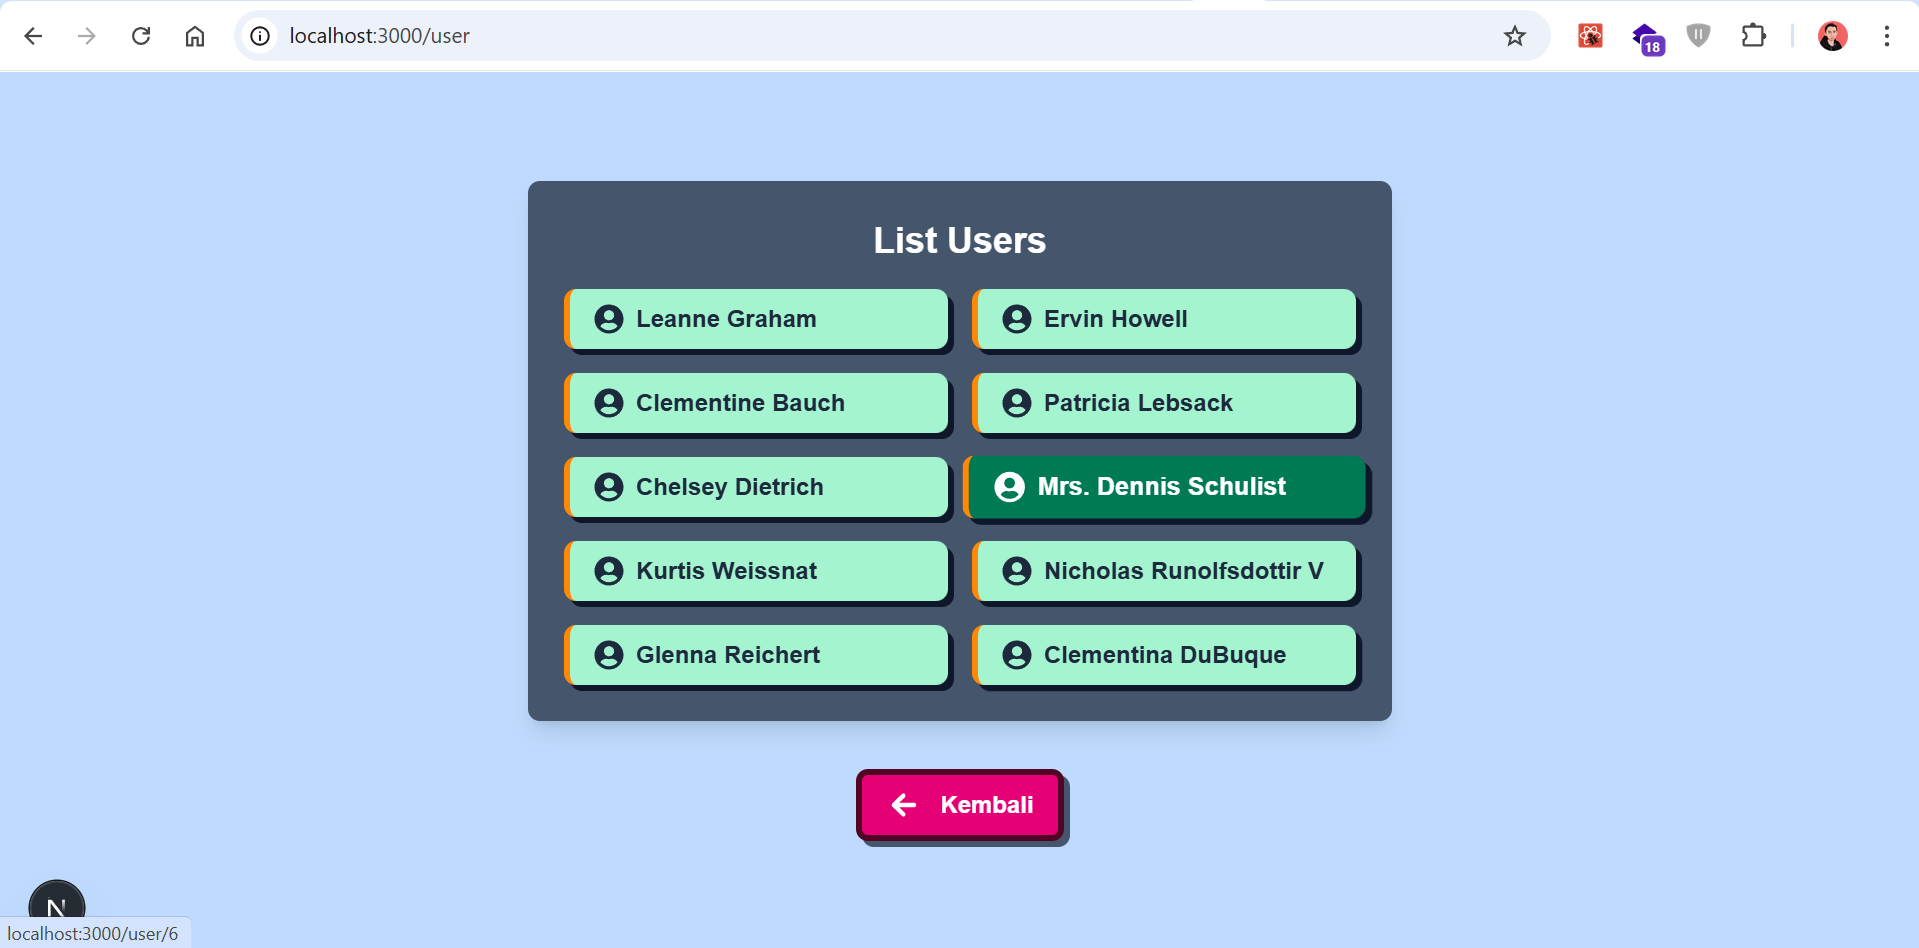 localhost:3000/user
18
List Users
Leanne Graham
Ervin Howell
Clementine Bauch
Patricia Lebsack
Chelsey Dietrich
Mrs. Dennis Schulist
Kurtis Weissnat
Nicholas Runolfsdottir V
Glenna Reichert
Clementina DuBuque
Kembali
N
localhost:3000/user/6